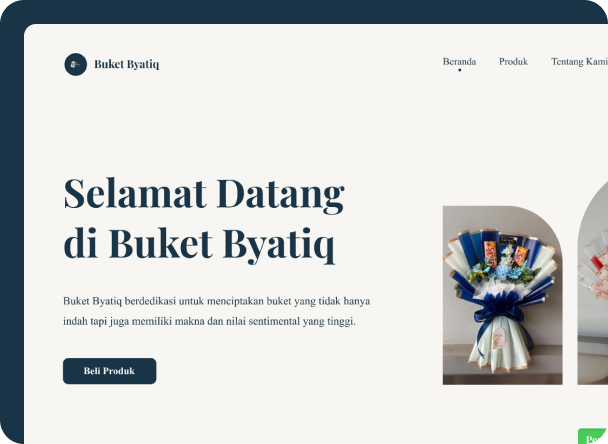 Buket Byatiq
Beranda Produk Tentang Kami
Selamat Datang
di Buket Byatiq
Buket Byatiq berdedikasi untuk menciptakan buket yang tidak hanya
indah tapi juga memiliki makna dan nilai sentimental yang tinggi.
Beli Produk